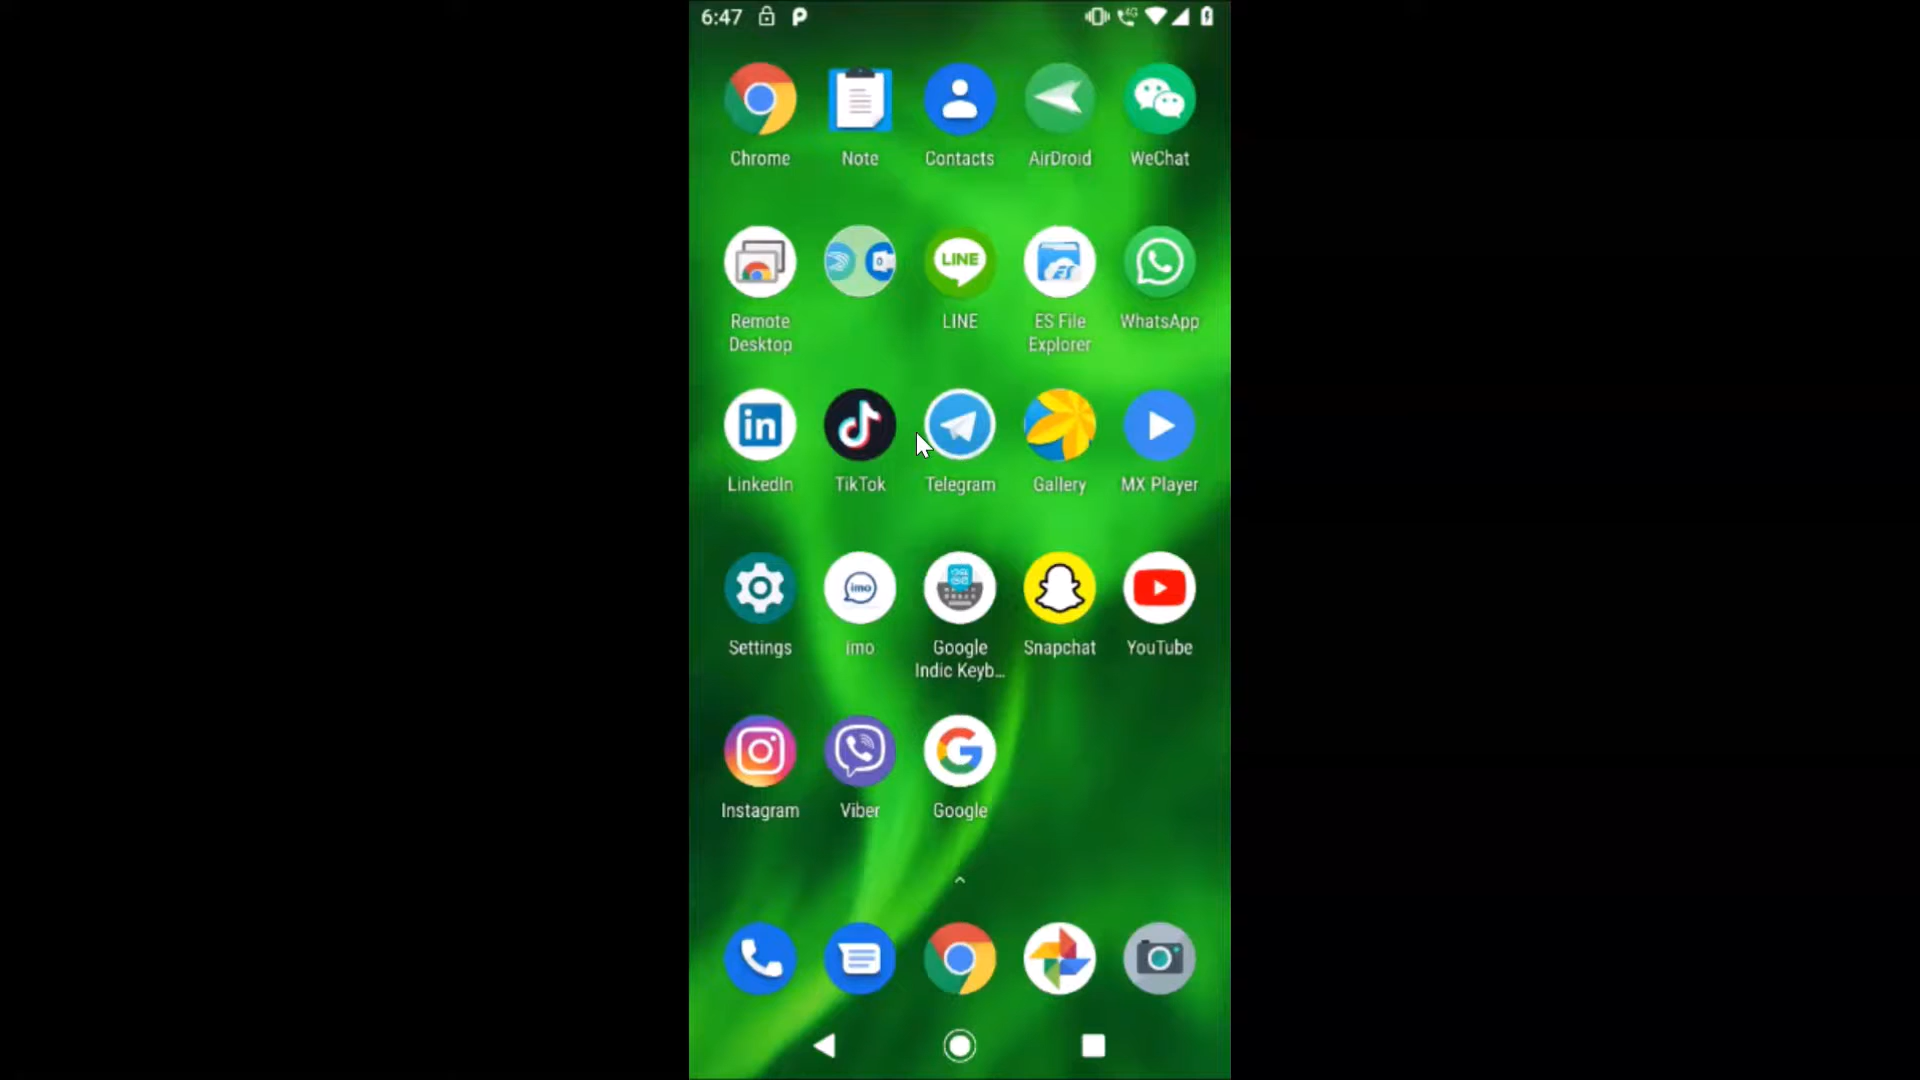 6:47
4G
Chrome
Note
Contacts
AirDroid
WeChat
LINE
Remote
Desktop
LINE
ES File
Explorer
WhatsApp
in
LinkedIn
TikTok
Telegram
Gallery
MX Player
imo
Settings
imo
Google
Indic Keyb...
Snapchat
YouTube
Instagram
Viber
Google